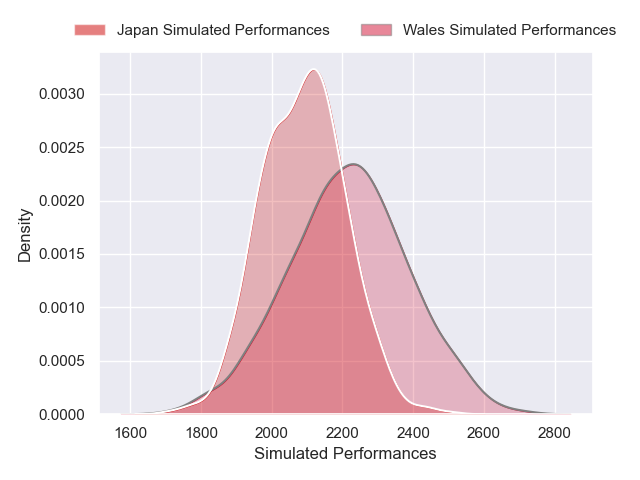 Japan Simulated Performances Wales Simulated Performances
0.0030
0.0025
0.0020
0.0015
0.0010
0.0005
0.0000
Density
1600 1800 2000 2200 2400 2600 2800
Simulated Performances